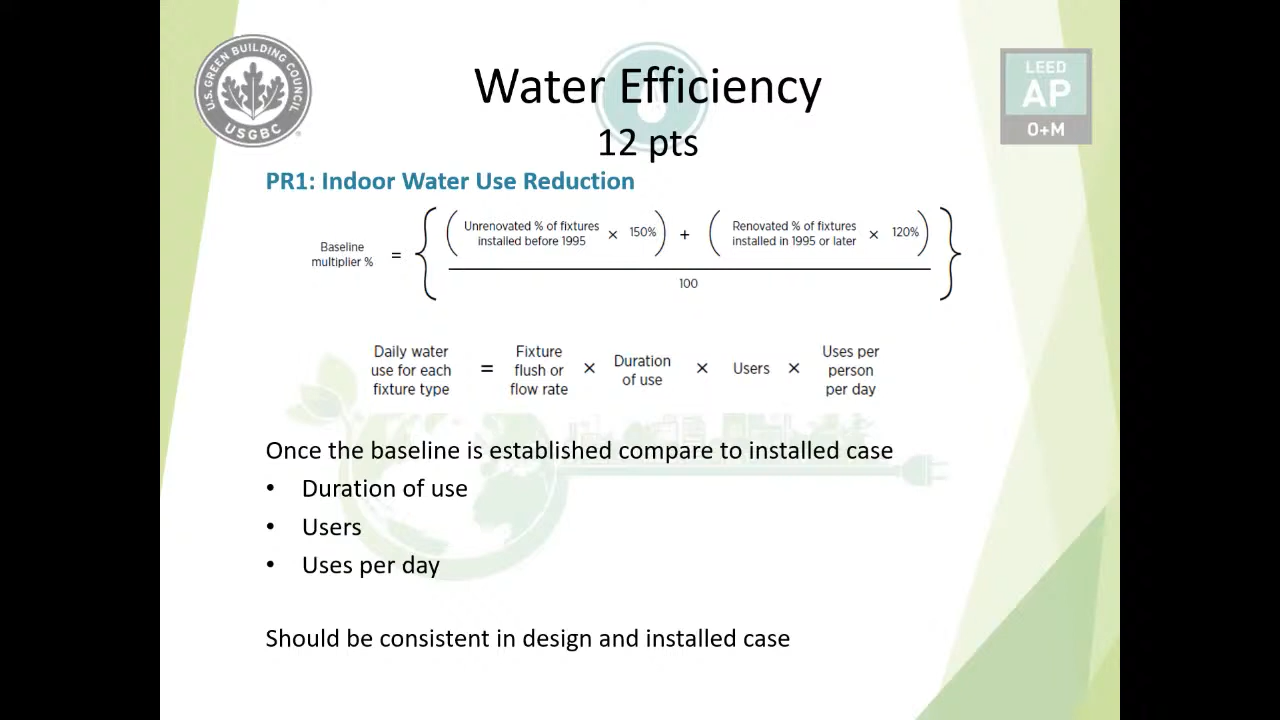 U.S. GREEN BUILDING COUNCIL
USGBC
LEED
AP
O+M
Water Efficiency
12 pts
PR1: Indoor Water Use Reduction
Baseline multiplier % = { ( Unrenovated % of fixtures installed before 1995 × 150% ) + ( Renovated % of fixtures installed in 1995 or later × 120% ) }
100
Daily water use for each fixture type = Fixture flush or flow rate × Duration of use × Users × Uses per person per day
Once the baseline is established compare to installed case
• Duration of use
• Users
• Uses per day
Should be consistent in design and installed case